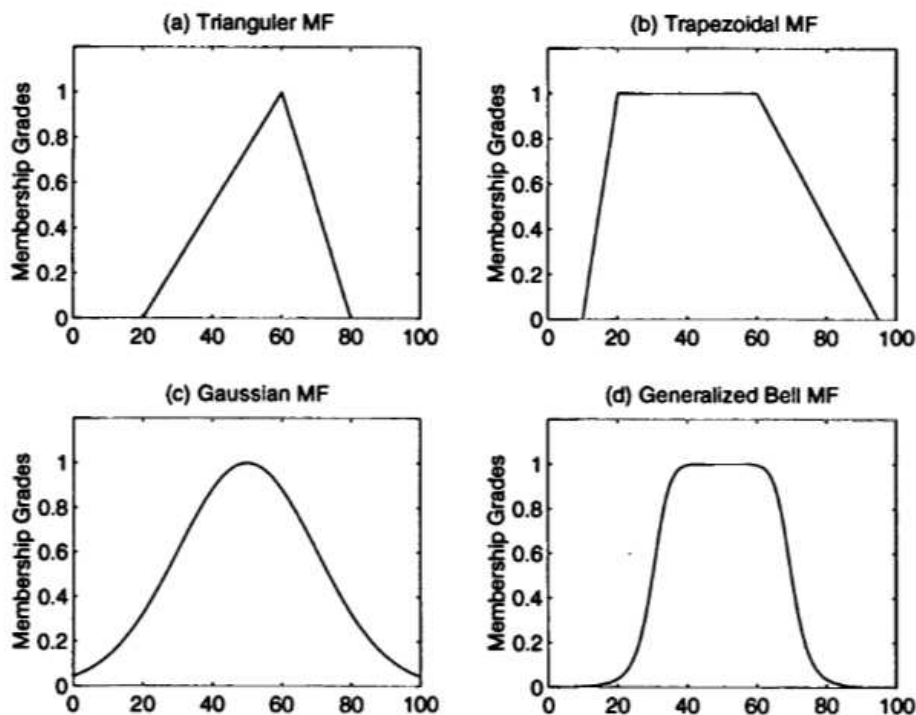 (a) Trianguler MF
Membership Grades
1
0.8
0.6
0.4
0.2
0
0 20 40 60 80 100
(b) Trapezoidal MF
Membership Grades
1
0.8
0.6
0.4
0.2
0
0 20 40 60 80 100
(c) Gaussian MF
Membership Grades
1
0.8
0.6
0.4
0.2
0
0 20 40 60 80 100
(d) Generalized Bell MF
Membership Grades
1
0.8
0.6
0.4
0.2
0
0 20 40 60 80 100